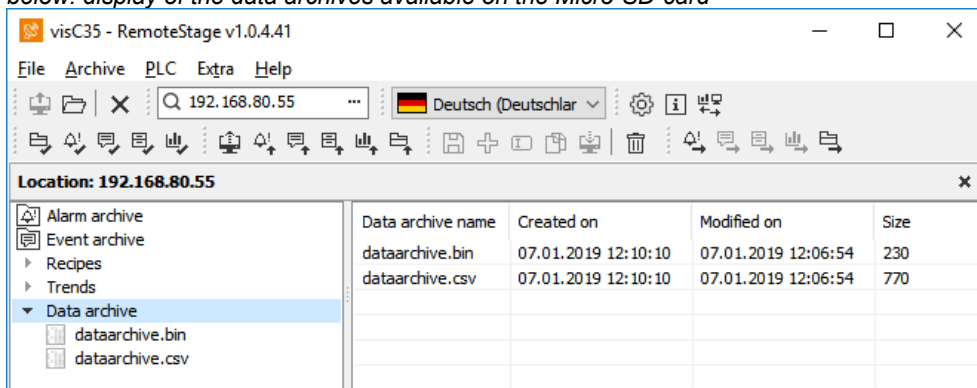 below: display of the data archives available on the Micro SD-card
visC35 - RemoteStage v1.0.4.41
File Archive PLC Extra Help
192.168.80.55 ... Deutsch (Deutschlar
Location: 192.168.80.55
Alarm archive
Event archive
Recipes
Trends
Data archive
dataarchive.bin
dataarchive.csv
Data archive name Created on Modified on Size
dataarchive.bin 07.01.2019 12:10:10 07.01.2019 12:06:54 230
dataarchive.csv 07.01.2019 12:10:10 07.01.2019 12:06:54 770